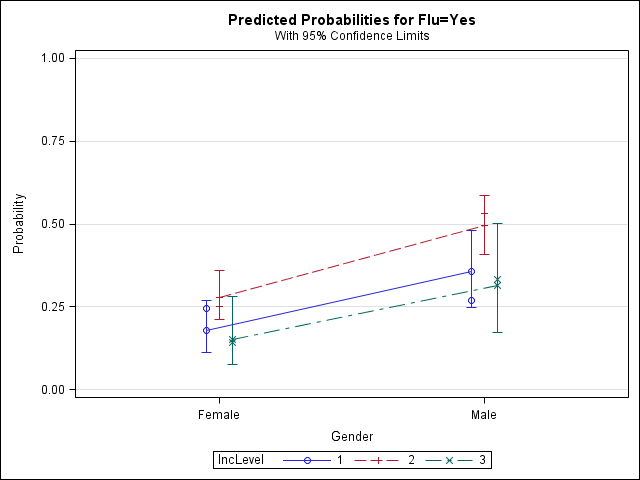 Predicted Probabilities for Flu=Yes
With 95% Confidence Limits
1.00
0.75
0.50
0.25
0.00
Probability
Female Male
Gender
IncLevel 1 2 3